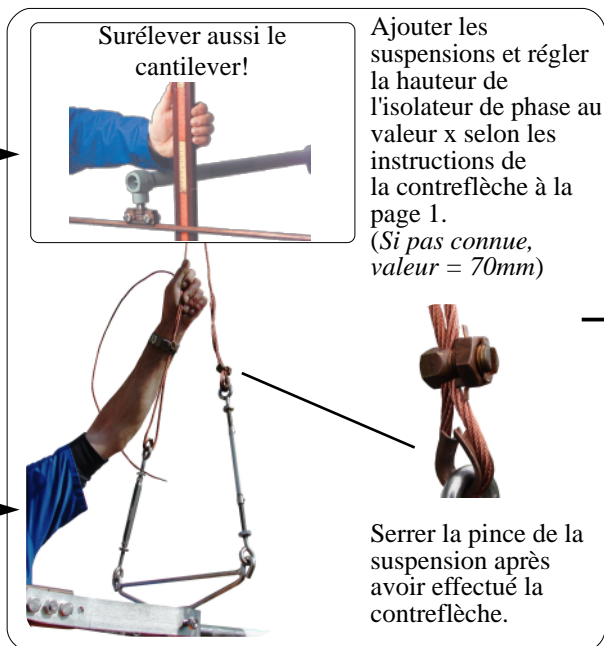 Surélever aussi le
cantilever!
Ajouter les
suspensions et régler
la hauteur de
l'isolateur de phase au
valeur x selon les
instructions de
la contreflèche à la
page 1.
(Si pas connue,
valeur = 70mm)
Serrer la pince de la
suspension après
avoir effectué la
contreflèche.